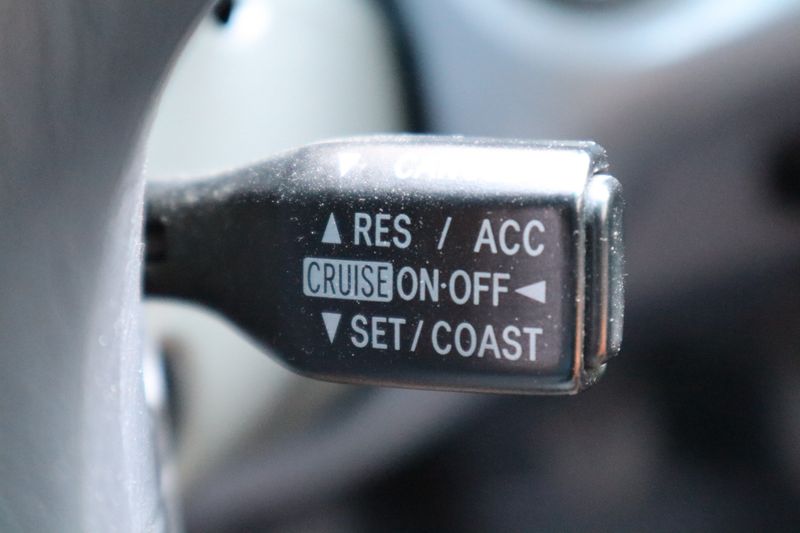 ▲ RES / ACC
CRUISE ON·OFF ◀
▼ SET / COAST